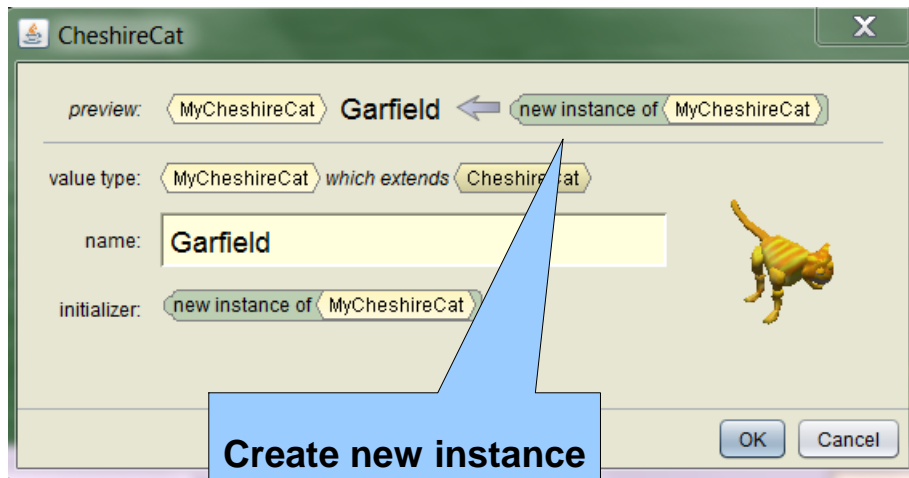 CheshireCat X
preview: MyCheshireCat Garfield new instance of MyCheshireCat
value type: MyCheshireCat which extends CheshireCat
name: Garfield
initializer: new instance of MyCheshireCat
OK Cancel
Create new instance